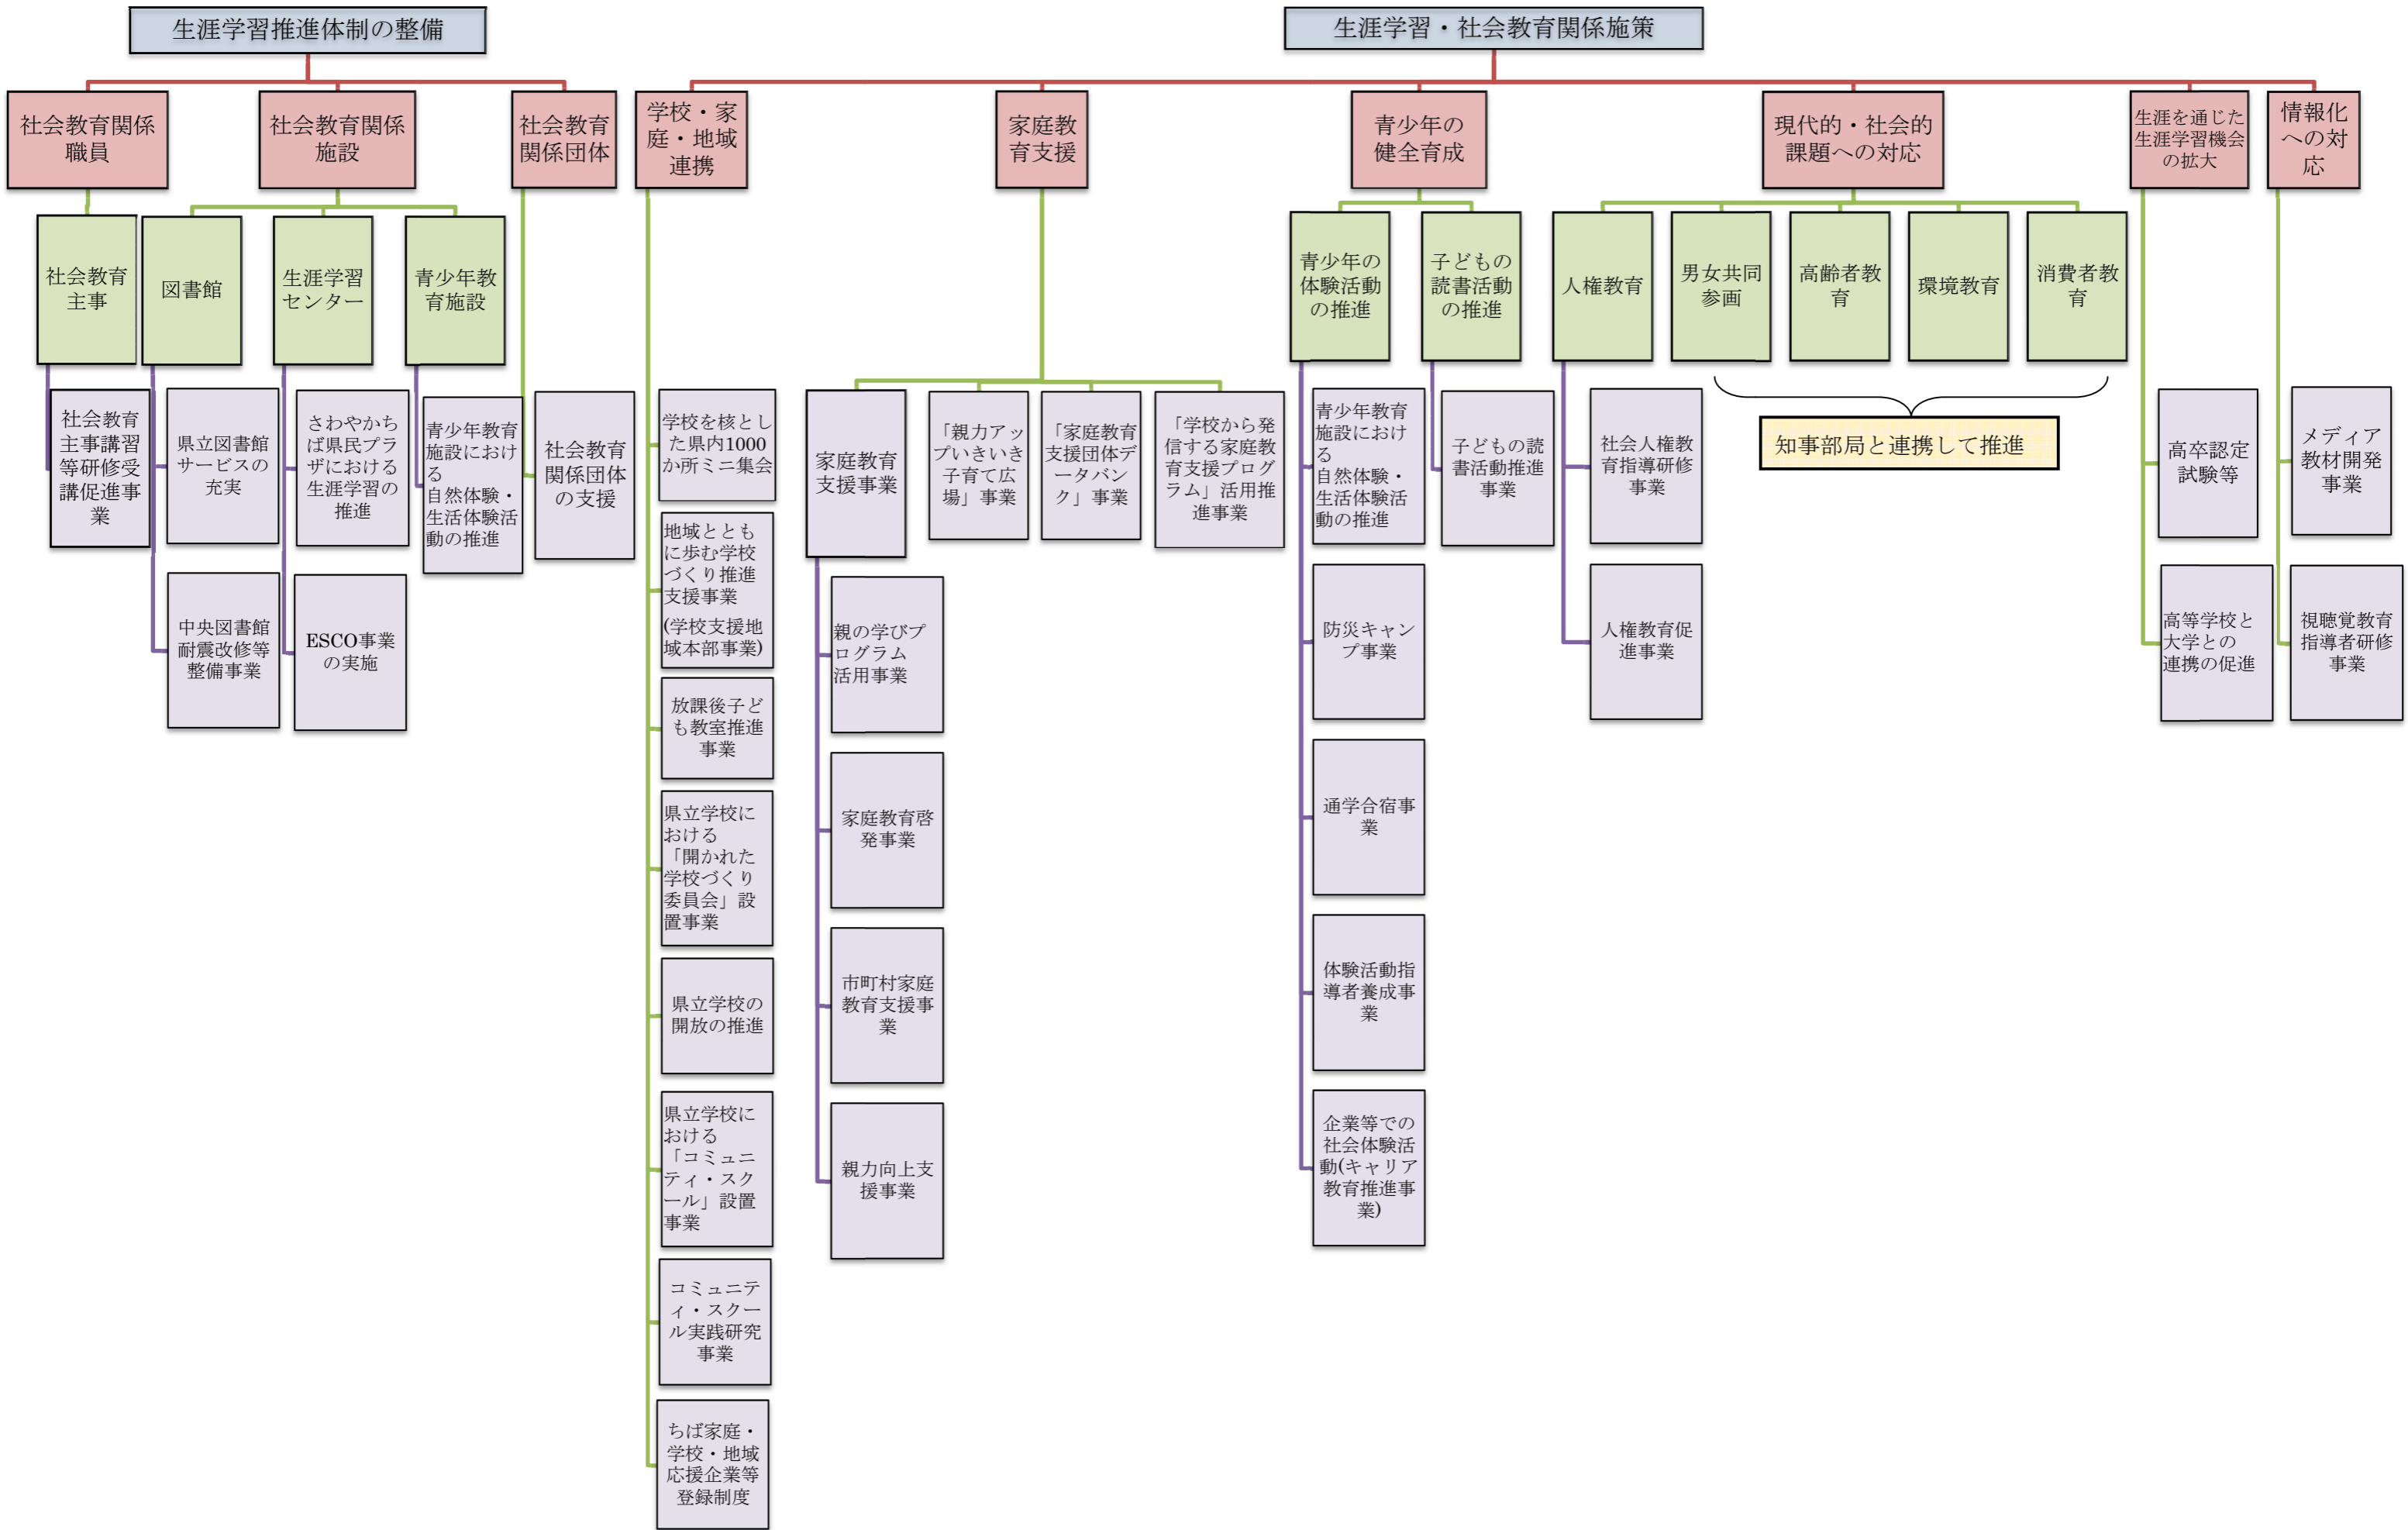 生涯学習推進体制の整備
社会教育関係
職員
社会教育
主事
社会教育
主事講習
等研修受
講促進事
業
社会教育関係
施設
図書館
県立図書館
サービスの
充実
中央図書館
耐震改修等
整備事業
生涯学習
センター
さわやかち
ば県民プラ
ザにおける
生涯学習の
推進
ESCO事業
の実施
青少年教
育施設
青少年教育
施設におけ
る
自然体験・
生活体験活
動の推進
社会教育
関係団体
社会教育
関係団体
の支援
生涯学習・社会教育関係施策
学校・家
庭・地域
連携
学校を核とし
た県内1000
か所ミニ集会
地域ととも
に歩む学校
づくり推進
支援事業
(学校支援地
域本部事業)
放課後子ど
も教室推進
事業
県立学校に
おける
「開かれた
学校づくり
委員会」設
置事業
県立学校の
開放の推進
県立学校に
おける
「コミュニ
ティ・スク
ール」設置
事業
コミュニテ
ィ・スクー
ル実践研究
事業
ちば家庭・
学校・地域
応援企業等
登録制度
家庭教
育支援
家庭教育
支援事業
親の学びプ
ログラム
活用事業
家庭教育啓
発事業
市町村家庭
教育支援事
業
親力向上支
援事業
「親力アッ
プいきいき
子育て広
場」事業
「家庭教育
支援団体デ
ータバン
ク」事業
「学校から発
信する家庭教
育支援プログ
ラム」活用推
進事業
青少年の
健全育成
青少年の
体験活動
の推進
青少年教育
施設におけ
る
自然体験・
生活体験活
動の推進
防災キャン
プ事業
通学合宿事
業
体験活動指
導者養成事
業
企業等での
社会体験活
動(キャリア
教育推進事
業)
子どもの
読書活動
の推進
子どもの読
書活動推進
事業
現代的・社会的
課題への対応
人権教育
社会人権教
育指導研修
事業
人権教育促
進事業
男女共同
参画
高齢者教
育
環境教育
消費者教
育
知事部局と連携して推進
生涯を通じた
生涯学習機会
の拡大
高卒認定
試験等
高等学校と
大学との
連携の促進
情報化
への対
応
メディア
教材開発
事業
視聴覚教育
指導者研修
事業